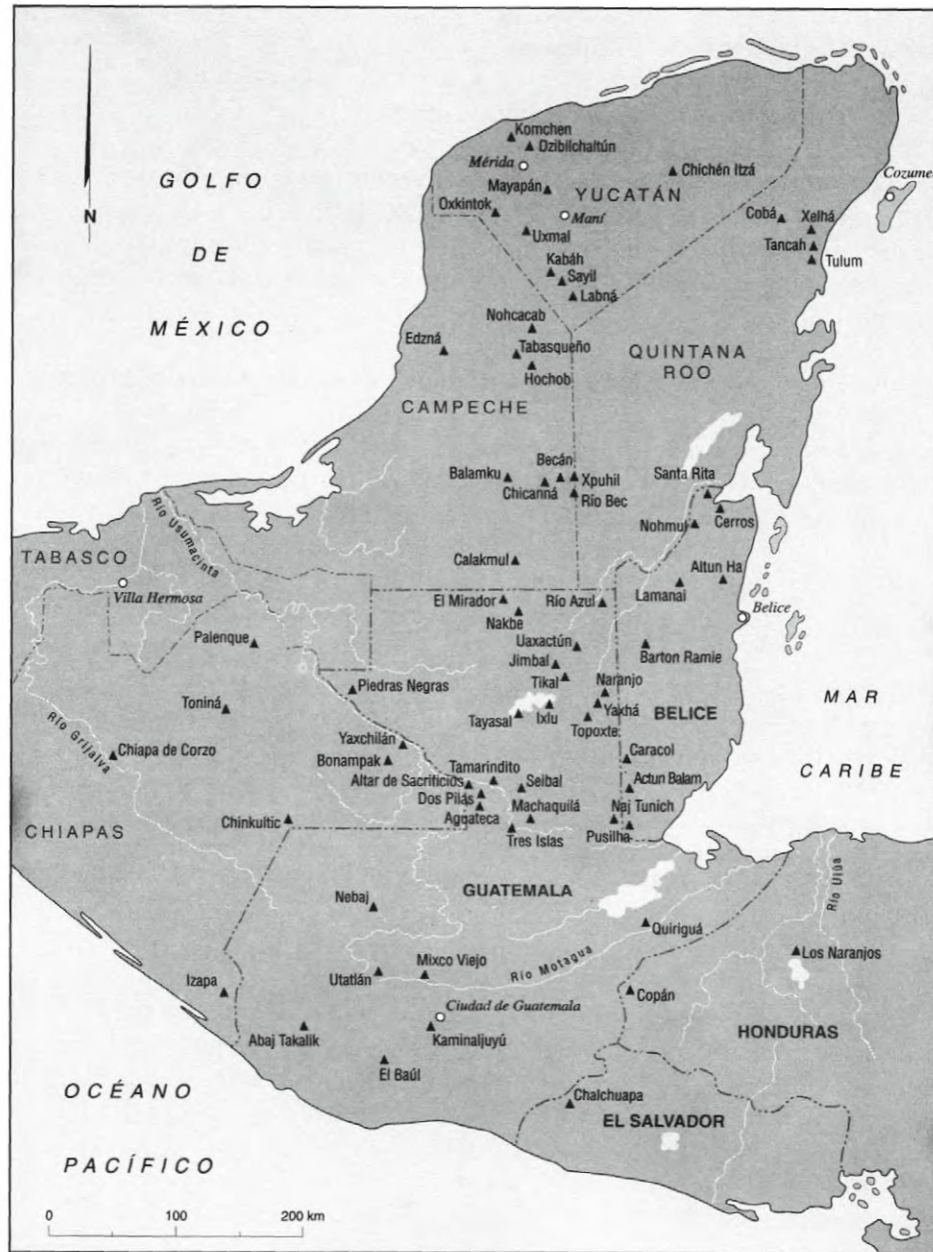 N
GOLFO
DE
MÉXICO
Komchen
Dzibilchaltún
Mérida
Mayapán
YUCATÁN
Chichén Itzá
Oxkintok
Maní
Uxmal
Cobá
Xelhá
Tancah
Tulum
Kabáh
Sayil
Labná
Nohcacab
Edzná
Tabasqueño
Hochob
QUINTANA
ROO
CAMPECHE
Becán
Balamku
Chicanná
Xpuhil
Río Bec
Santa Rita
Nohmul
Cerros
Río Usumacinta
TABASCO
Villa Hermosa
Calakmul
Altun Ha
Lamanai
Belice
El Mirador
Nakbe
Río Azul
Palenque
Uaxactún
Jimbal
Tikal
Barton Ramie
Piedras Negras
Naranjo
Toniná
Tayasal
Ixlu
Yaxhá
Topoxte
BELICE
MAR
CARIBE
Río Grijalva
Chiapa de Corzo
Yaxchilán
Bonampak
Caracol
Tamarindito
Altar de Sacrificios
Seibal
Actun Balam
Dos Pilas
Aguateca
Machaquilá
Naj Tunich
CHIAPAS
Chinkultic
Tres Islas
Pusilha
GUATEMALA
Nebaj
Quiriguá
Río Ulúa
Los Naranjos
Utatlán
Mixco Viejo
Río Motagua
Izapa
Copán
Ciudad de Guatemala
Abaj Takalik
Kaminaljuyú
HONDURAS
El Baúl
Chalchuapa
EL SALVADOR
OCÉANO
PACÍFICO
0 100 200 km